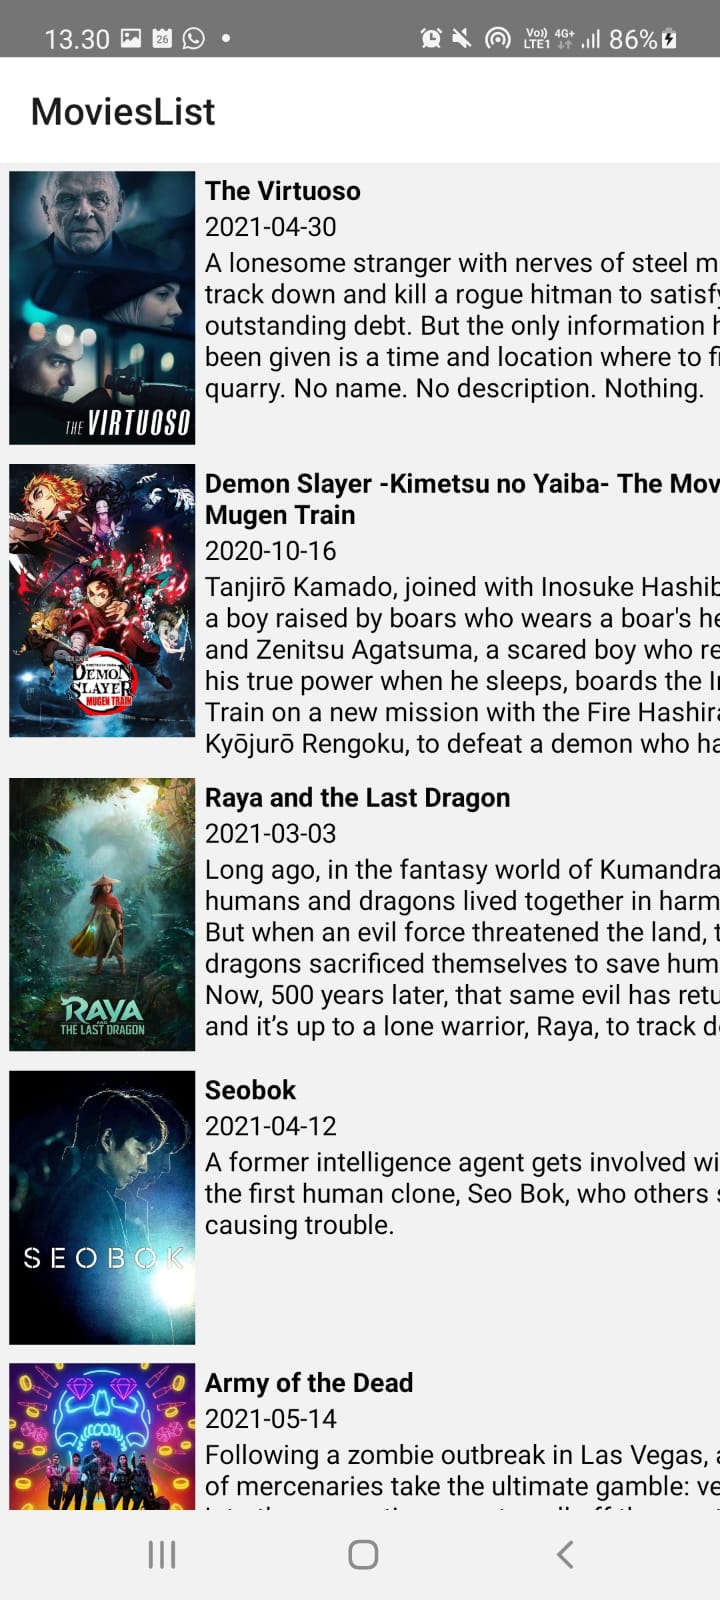 13.30
26
Vo))
LTE1
4G+
86%
MoviesList
THE VIRTUOSO
The Virtuoso
2021-04-30
A lonesome stranger with nerves of steel m
track down and kill a rogue hitman to satisfy
outstanding debt. But the only information h
been given is a time and location where to fi
quarry. No name. No description. Nothing.
DEMON
SLAYER
MUGEN TRAIN
Demon Slayer -Kimetsu no Yaiba- The Mov
Mugen Train
2020-10-16
Tanjirō Kamado, joined with Inosuke Hashib
a boy raised by boars who wears a boar's he
and Zenitsu Agatsuma, a scared boy who re
his true power when he sleeps, boards the I
Train on a new mission with the Fire Hashira
Kyōjurō Rengoku, to defeat a demon who ha
RAYA
AND
THE LAST DRAGON
Raya and the Last Dragon
2021-03-03
Long ago, in the fantasy world of Kumandra
humans and dragons lived together in harm
But when an evil force threatened the land, t
dragons sacrificed themselves to save hum
Now, 500 years later, that same evil has retu
and it’s up to a lone warrior, Raya, to track d
SEOBOK
Seobok
2021-04-12
A former intelligence agent gets involved wi
the first human clone, Seo Bok, who others s
causing trouble.
Army of the Dead
2021-05-14
Following a zombie outbreak in Las Vegas, a
of mercenaries take the ultimate gamble: ve